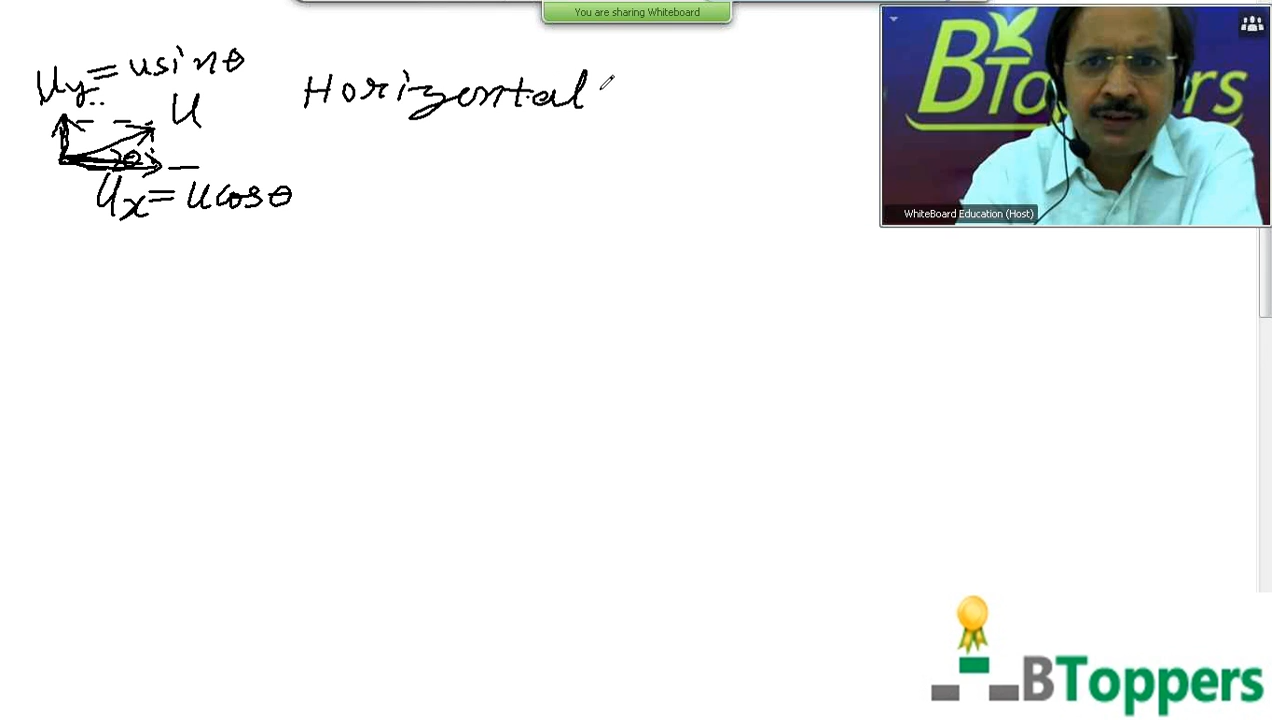 You are sharing Whiteboard
uy = usinθ
u
Horizontal
θ
ux = ucosθ
BToppers
WhiteBoard Education (Host)
BToppers